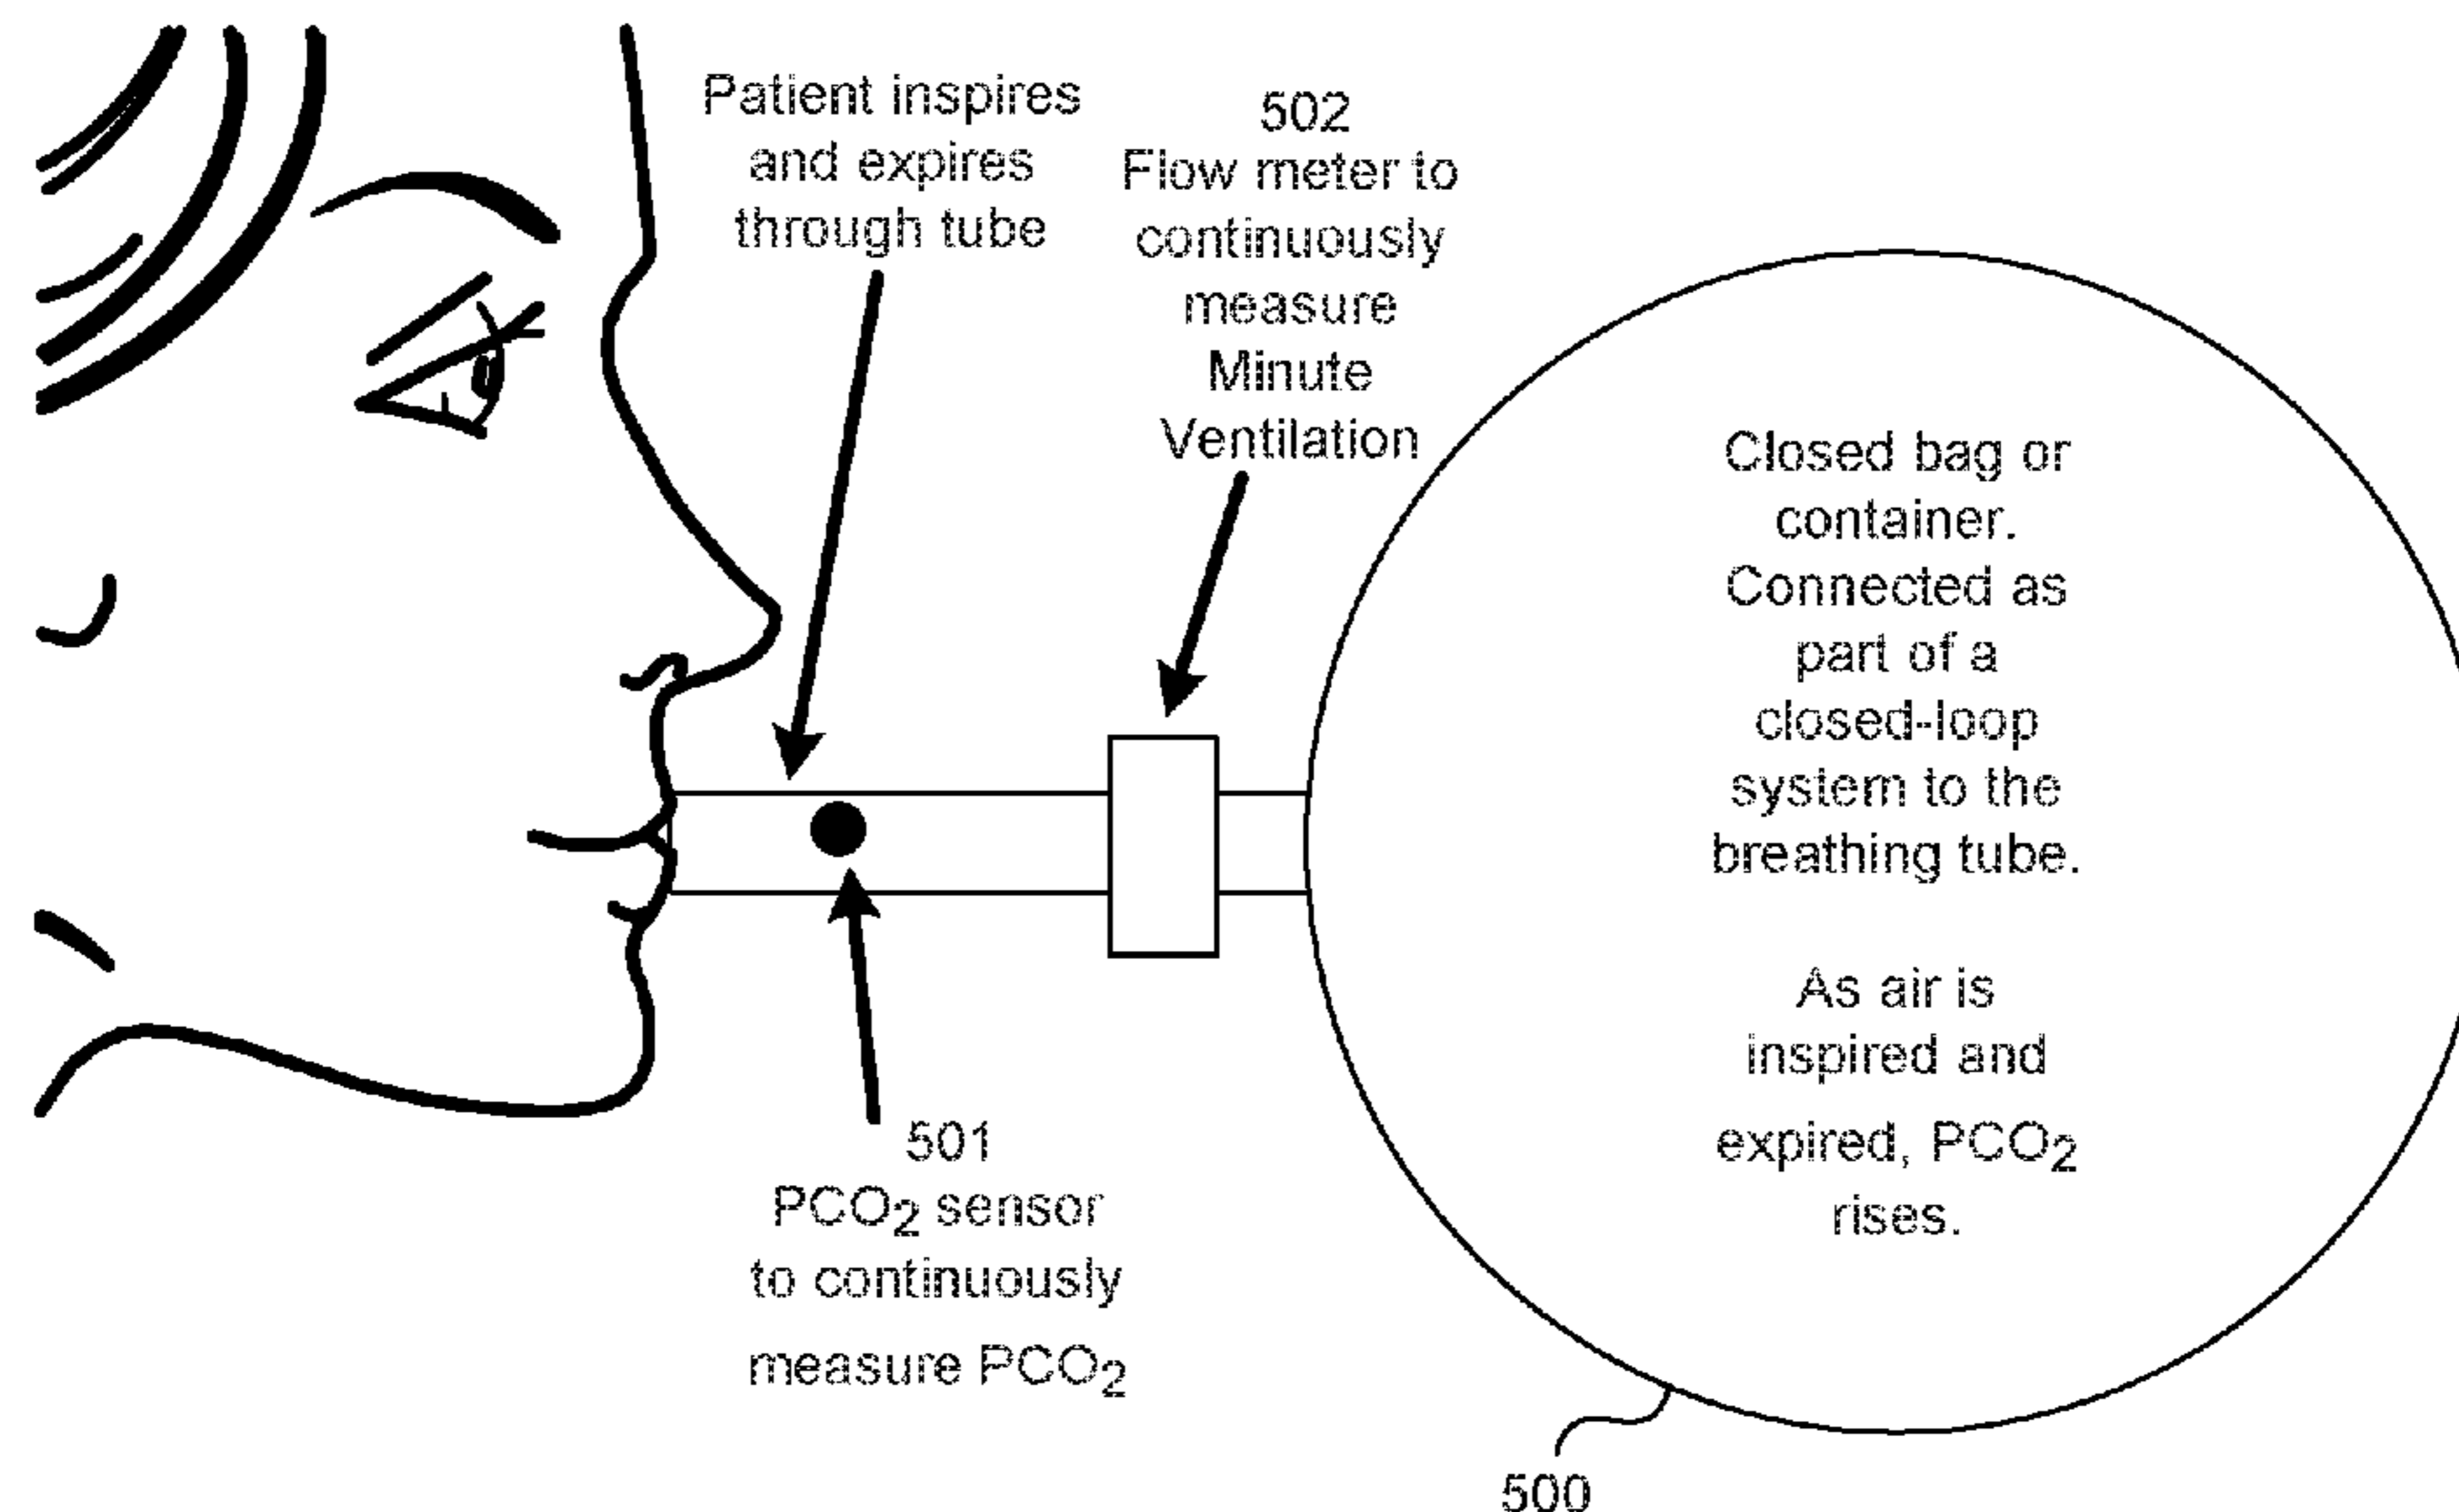 Patient inspires
and expires
through tube
502
Flow meter to
continuously
measure
Minute
Ventilation
Closed bag or
container.
Connected as
part of a
closed-loop
system to the
breathing tube.
As air is
inspired and
expired, PCO₂
rises.
501
PCO₂ sensor
to continuously
measure PCO₂
500